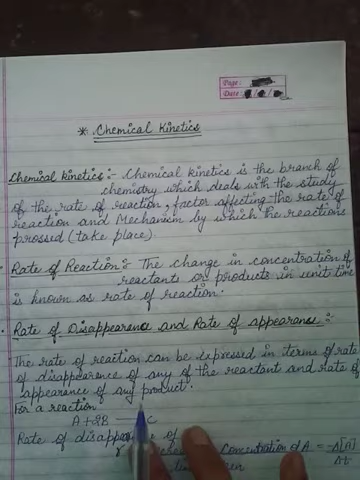 Page:
Date:
* Chemical Kinetics
Chemical kinetics :- Chemical kinetics is the branch of
chemistry which deals with the study
of the rate of reaction, factor affecting the rate of
reaction and Mechanism by which the reactions
prossed (take place)
Rate of Reaction :- The change in concentration of
reactants or products in unit time
is known as rate of reaction.
Rate of Disappearence and Rate of appearance :-
The rate of reaction can be expressed in terms of rate
of disappearence of any of the reactant and rate of
appearance of any product.
For a reaction
A + 2B C
Rate of disappearance of
Concentration of A = -Δ[A]
Δt